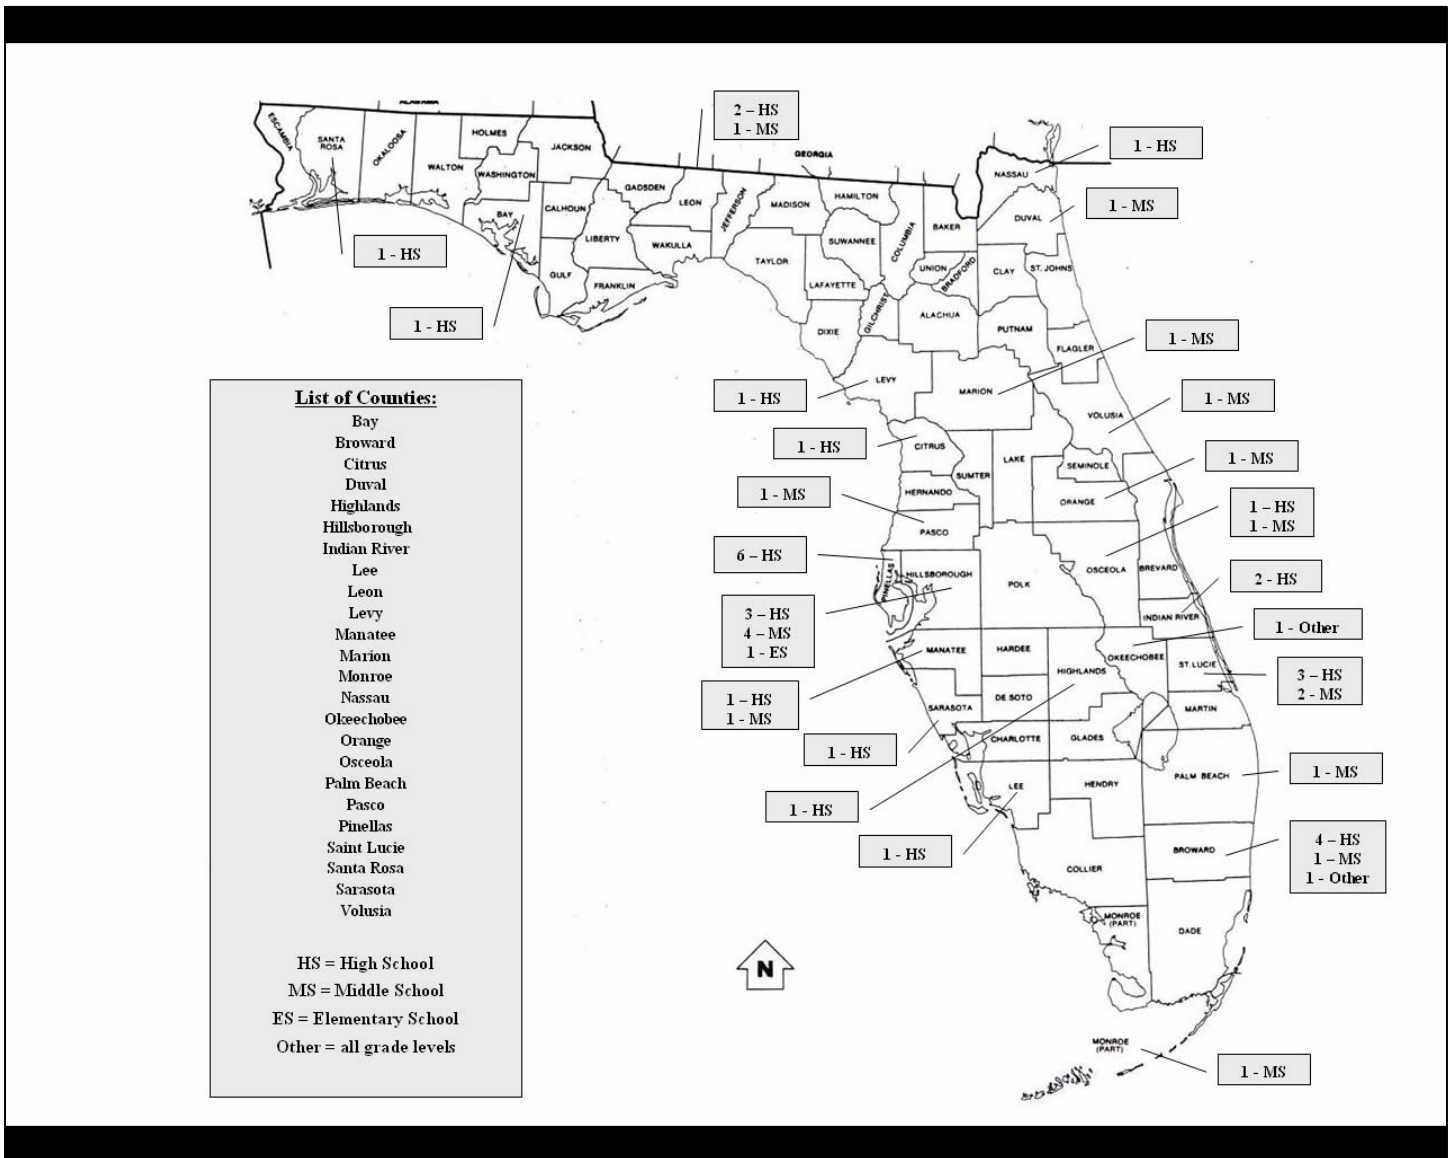 ALABAMA
2 – HS
1 – MS
GEORGIA
1 - HS
1 - MS
1 - HS
1 - HS
ESCAMBIA
SANTA
ROSA
OKALOOSA
WALTON
HOLMES
WASHINGTON
JACKSON
BAY
CALHOUN
GULF
LIBERTY
GADSDEN
FRANKLIN
LEON
WAKULLA
JEFFERSON
MADISON
TAYLOR
HAMILTON
SUWANNEE
LAFAYETTE
DIXIE
COLUMBIA
GILCHRIST
BAKER
UNION
BRADFORD
ALACHUA
NASSAU
DUVAL
CLAY
ST. JOHNS
PUTNAM
FLAGLER
LEVY
MARION
VOLUSIA
1 - MS
1 - HS
1 - MS
1 - HS
CITRUS
SUMTER
LAKE
SEMINOLE
HERNANDO
ORANGE
1 - MS
1 - MS
PASCO
1 – HS
1 – MS
6 – HS
PINELLAS
HILLSBOROUGH
POLK
OSCEOLA
BREVARD
2 - HS
3 – HS
4 – MS
1 - ES
INDIAN RIVER
1 - Other
MANATEE
HARDEE
HIGHLANDS
OKEECHOBEE
ST. LUCIE
3 – HS
2 – MS
1 – HS
1 – MS
SARASOTA
DE SOTO
MARTIN
1 - HS
CHARLOTTE
GLADES
1 - HS
LEE
HENDRY
PALM BEACH
1 - MS
1 - HS
COLLIER
BROWARD
4 – HS
1 – MS
1 - Other
MONROE
(PART)
DADE
N
MONROE
(PART)
1 - MS
List of Counties:
Bay
Broward
Citrus
Duval
Highlands
Hillsborough
Indian River
Lee
Leon
Levy
Manatee
Marion
Monroe
Nassau
Okeechobee
Orange
Osceola
Palm Beach
Pasco
Pinellas
Saint Lucie
Santa Rosa
Sarasota
Volusia
HS = High School
MS = Middle School
ES = Elementary School
Other = all grade levels